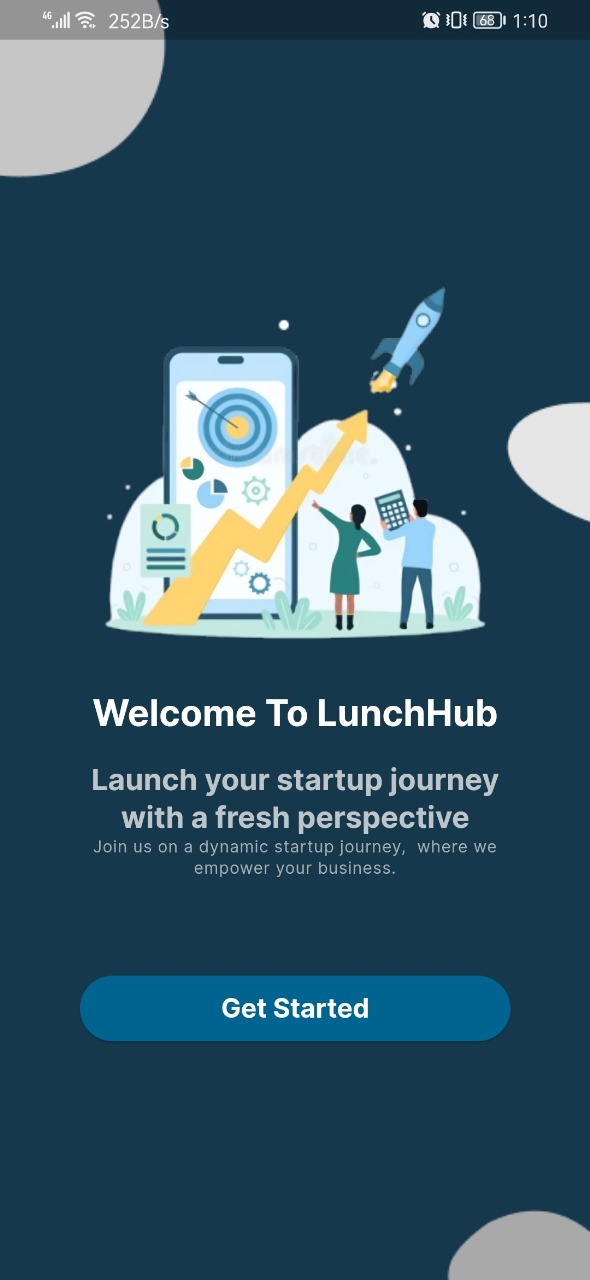 4G 252B/s 68 1:10
Welcome To LunchHub
Launch your startup journey
with a fresh perspective
Join us on a dynamic startup journey, where we
empower your business.
Get Started